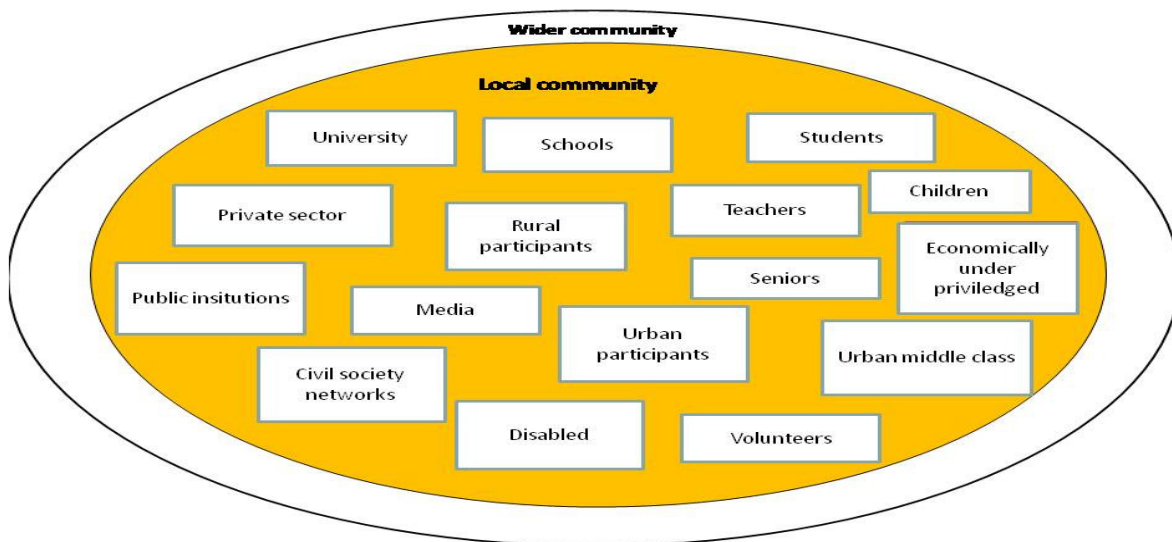 Wider community
Local community
University
Schools
Students
Children
Private sector
Rural
participants
Teachers
Economically
under
priviledged
Public insitutions
Media
Seniors
Urban
participants
Urban middle class
Civil society
networks
Disabled
Volunteers